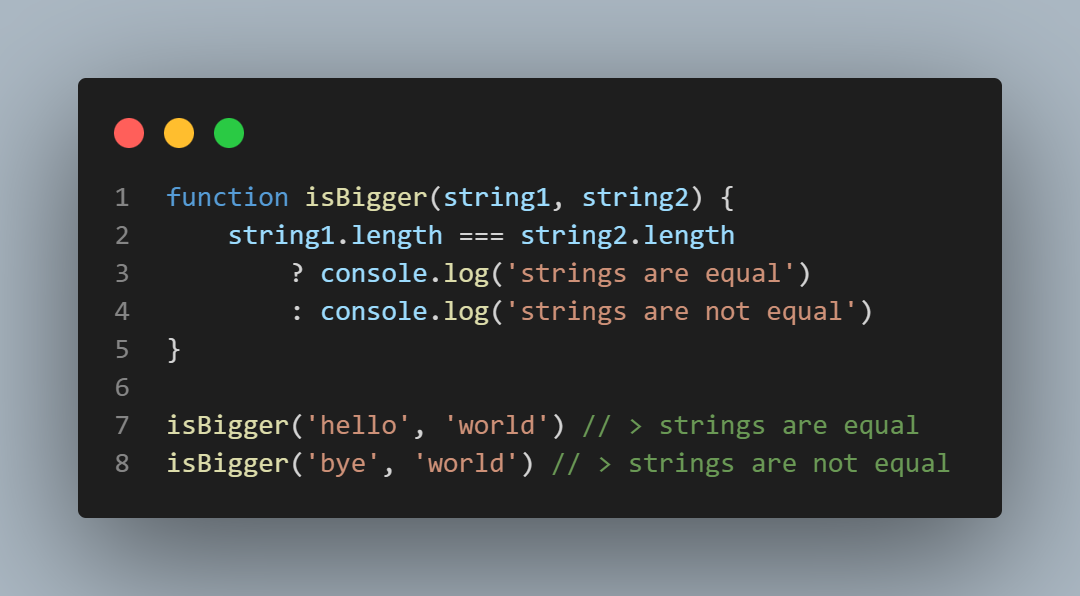 1 function isBigger(string1, string2) {
2     string1.length === string2.length
3         ? console.log('strings are equal')
4         : console.log('strings are not equal')
5 }
6
7 isBigger('hello', 'world') // > strings are equal
8 isBigger('bye', 'world') // > strings are not equal